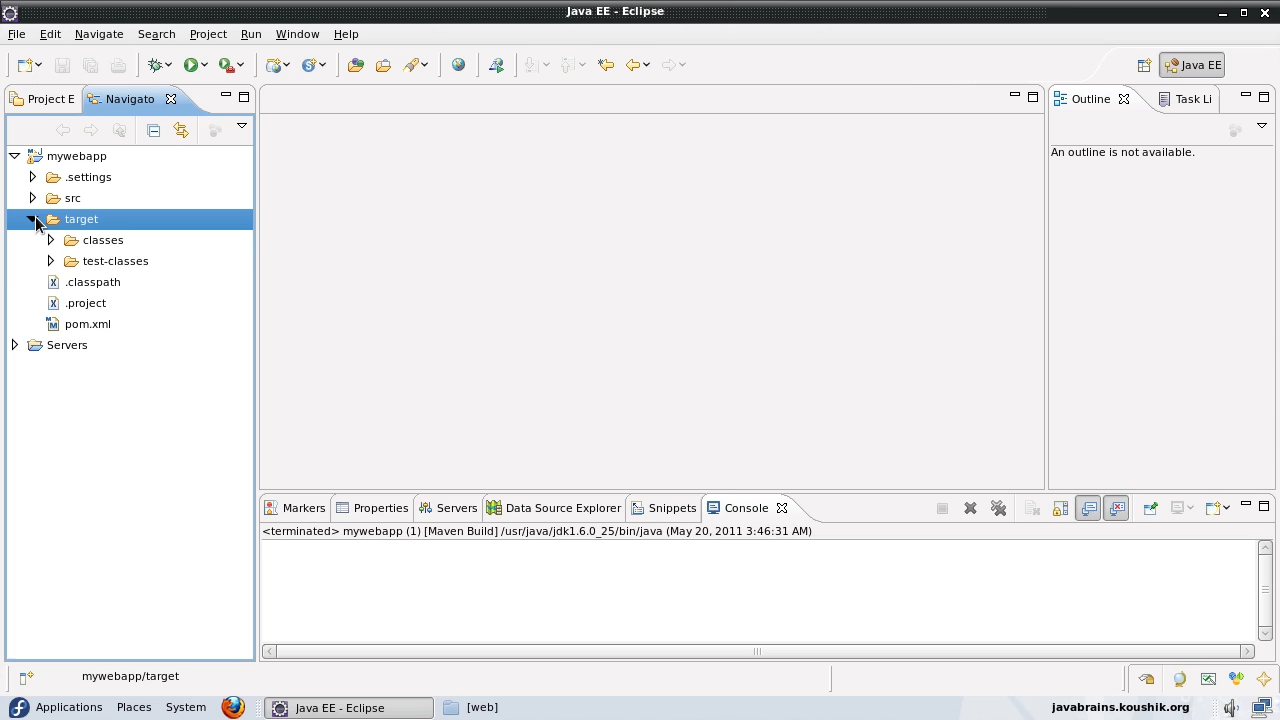 Java EE - Eclipse
File Edit Navigate Search Project Run Window Help
Java EE
Project E Navigato Outline Task Li
An outline is not available.
mywebapp
.settings
src
target
classes
test-classes
.classpath
.project
pom.xml
Servers
Markers Properties Servers Data Source Explorer Snippets Console
<terminated> mywebapp (1) [Maven Build] /usr/java/jdk1.6.0_25/bin/java (May 20, 2011 3:46:31 AM)
mywebapp/target
Applications Places System Java EE - Eclipse [web] javabrains.koushik.org